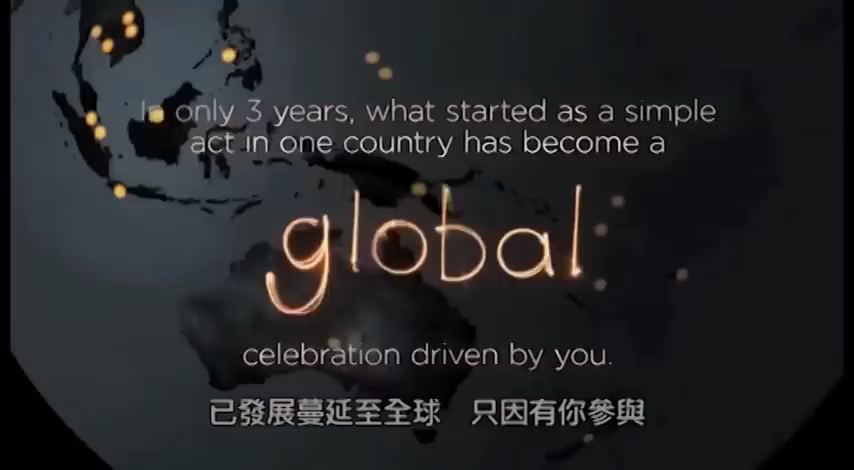 In only 3 years, what started as a simple
act in one country has become a
global
celebration driven by you.
已發展蔓延至全球　只因有你參與